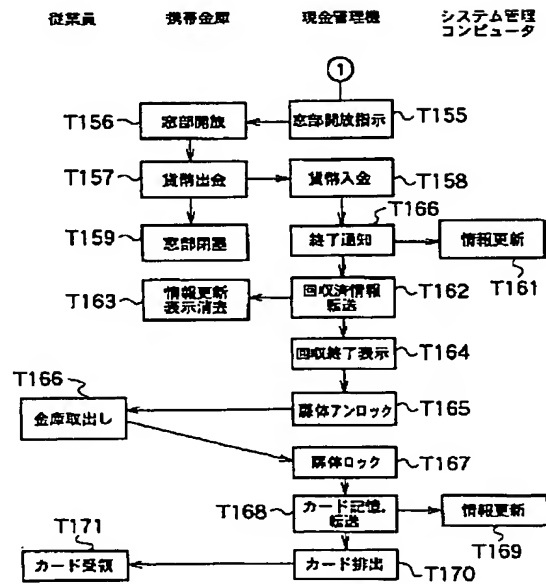 従業員 携帯金庫 現金管理機 システム管理
コンピュータ
1
T156 窓部開放 窓部開放指示 T155
T157 貨幣出金 貨幣入金 T158
T166
T159 窓部閉塞 終了通知 情報更新
T161
T163 情報更新
表示消去 回収済情報
転送 T162
回収終了表示 T164
T166
金庫取出し 扉体アンロック T165
扉体ロック T167
T168 カード記憶,
転送 情報更新
T169
T171
カード受領 カード排出 T170